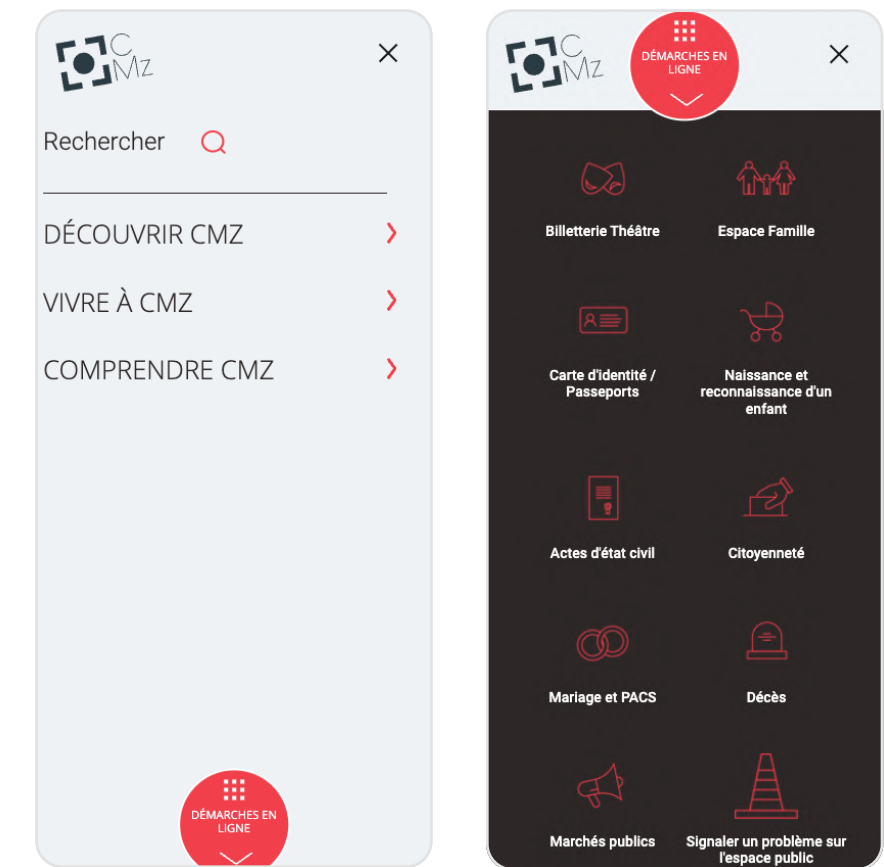 C
Mz
Rechercher
DÉCOUVRIR CMZ
VIVRE À CMZ
COMPRENDRE CMZ
DÉMARCHES EN
LIGNE
C
Mz
DÉMARCHES EN
LIGNE
Billetterie Théâtre
Espace Famille
Carte d'identité /
Passeports
Naissance et
reconnaissance d'un
enfant
Actes d'état civil
Citoyenneté
Mariage et PACS
Décès
Marchés publics
Signaler un problème sur
l'espace public